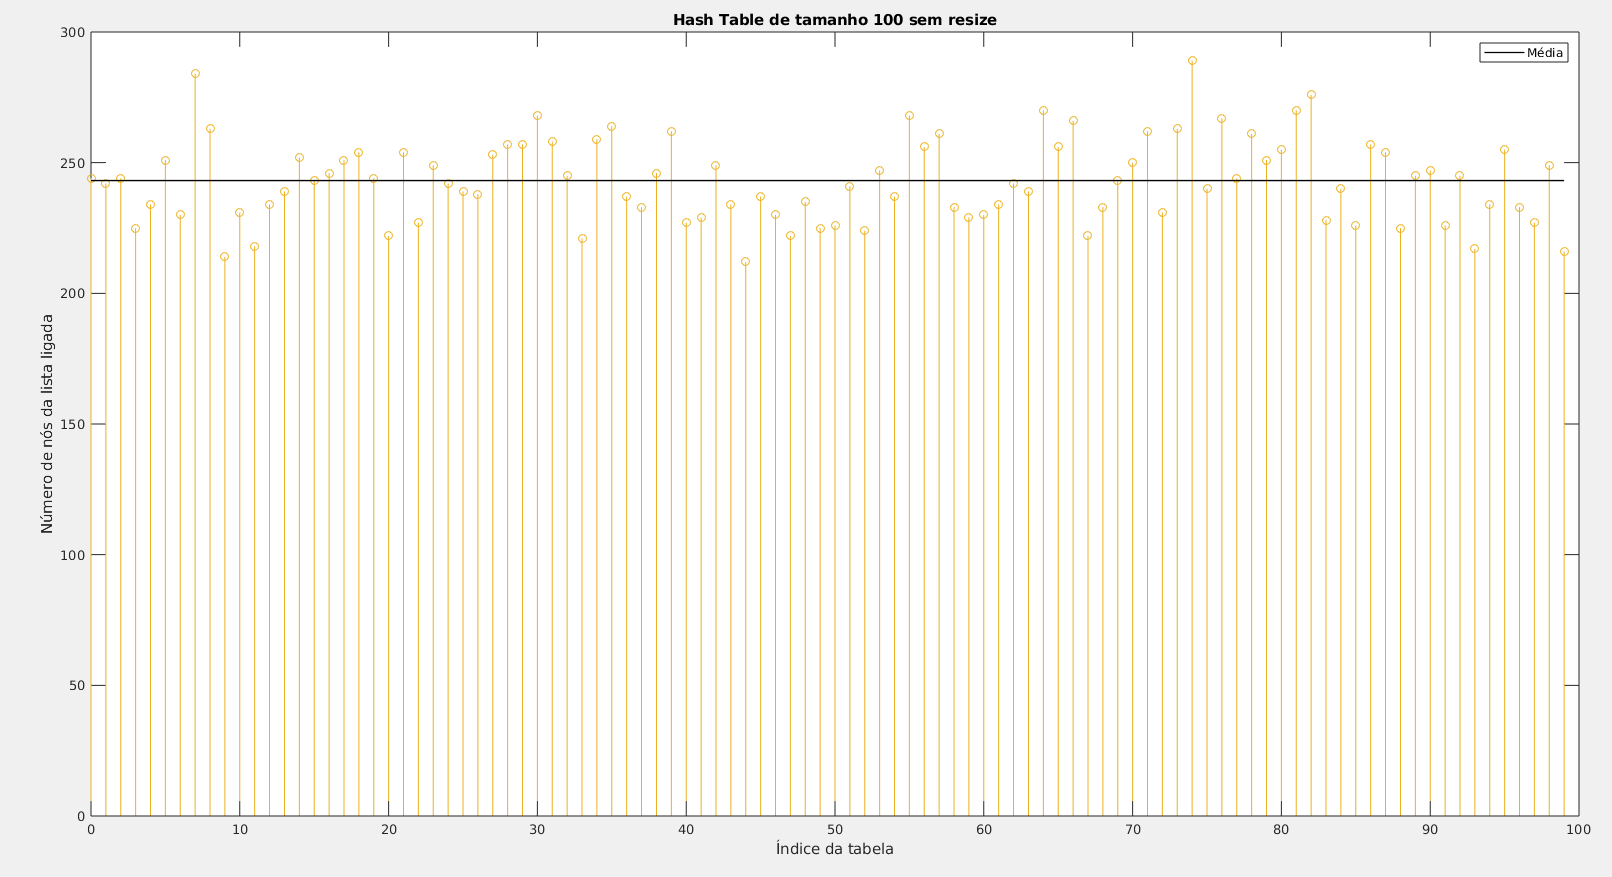 Hash Table de tamanho 100 sem resize
Média
300
250
200
150
100
50
0
Número de nós da lista ligada
0 10 20 30 40 50 60 70 80 90 100
Índice da tabela